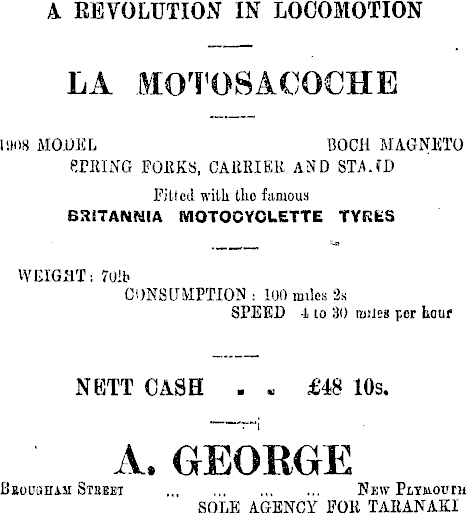 A REVOLUTION IN LOCOMOTION
LA MOTOSACOCHE
1908 MODEL BOCH MAGNETO
SPRING FORKS, CARRIER AND STAND
Fitted with the famous
BRITANNIA MOTOCYCLETTE TYRES
WEIGHT: 70lb
CONSUMPTION: 100 miles 2s
SPEED 4 to 30 miles per hour
NETT CASH . . £48 10s.
A. GEORGE
BROUGHAM STREET ... ... ... ... NEW PLYMOUTH
SOLE AGENCY FOR TARANAKI